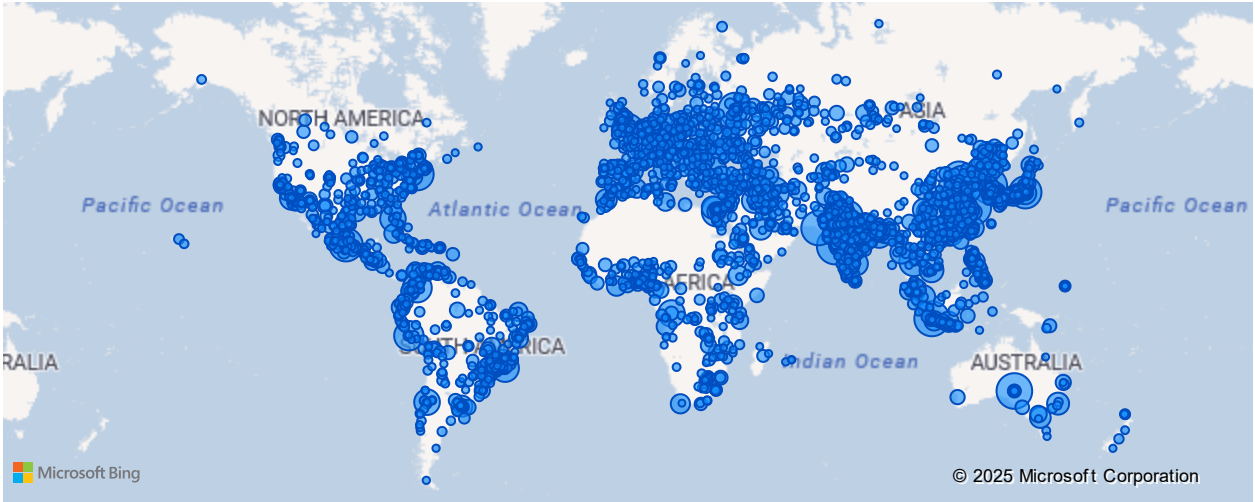 NORTH AMERICA
ASIA
Pacific Ocean
Atlantic Ocean
Pacific Ocean
AFRICA
SOUTH AMERICA
RALIA
Indian Ocean
AUSTRALIA
Microsoft Bing
© 2025 Microsoft Corporation